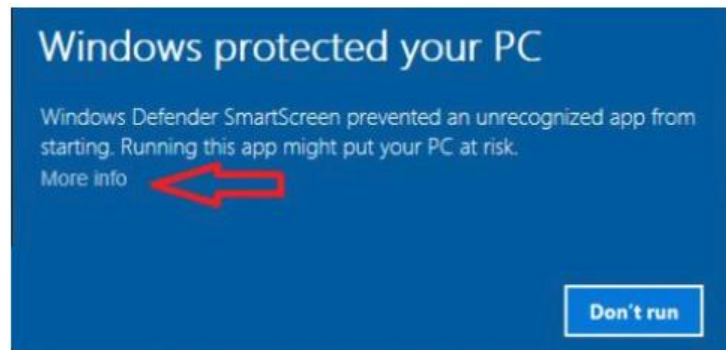 Windows protected your PC
Windows Defender SmartScreen prevented an unrecognized app from
starting. Running this app might put your PC at risk.
More info
Don't run